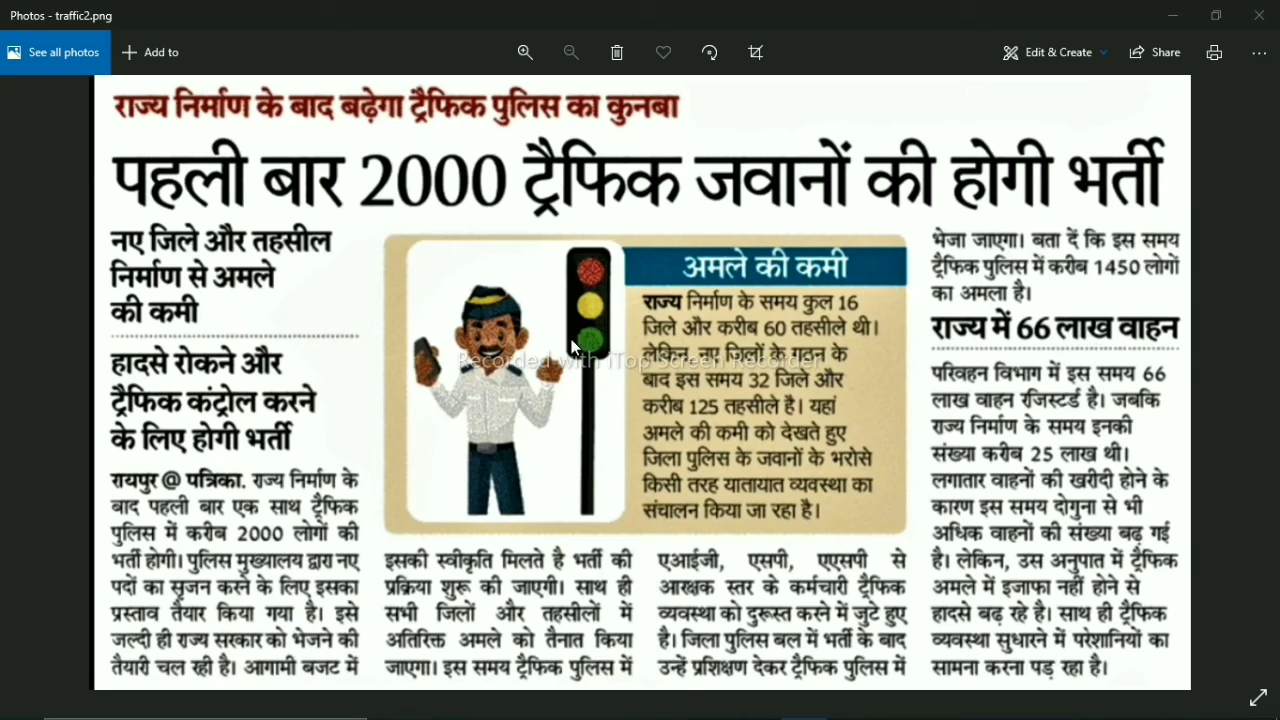 Photos - traffic2.png
See all photos
Add to
Edit & Create
Share
राज्य निर्माण के बाद बढ़ेगा ट्रैफिक पुलिस का कुनबा
पहली बार 2000 ट्रैफिक जवानों की होगी भर्ती
नए जिले और तहसील
निर्माण से अमले
की कमी
हादसे रोकने और
ट्रैफिक कंट्रोल करने
के लिए होगी भर्ती
रायपुर @ पत्रिका. राज्य निर्माण के
बाद पहली बार एक साथ ट्रैफिक
पुलिस में करीब 2000 लोगों की
भर्ती होगी। पुलिस मुख्यालय द्वारा नए
पदों का सृजन करने के लिए इसका
प्रस्ताव तैयार किया गया है। इसे
जल्दी ही राज्य सरकार को भेजने की
तैयारी चल रही है। आगामी बजट में
इसकी स्वीकृति मिलते है भर्ती की
प्रक्रिया शुरू की जाएगी। साथ ही
सभी जिलों और तहसीलों में
अतिरिक्त अमले को तैनात किया
जाएगा। इस समय ट्रैफिक पुलिस में
अमले की कमी
राज्य निर्माण के समय कुल 16
जिले और करीब 60 तहसीले थी।
लेकिन, नए जिलों के गठन के
बाद इस समय 32 जिले और
करीब 125 तहसीले है। यहां
अमले की कमी को देखते हुए
जिला पुलिस के जवानों के भरोसे
किसी तरह यातायात व्यवस्था का
संचालन किया जा रहा है।
Recorded with iTop Screen Recorder
एआईजी, एसपी, एएसपी से
आरक्षक स्तर के कर्मचारी ट्रैफिक
व्यवस्था को दुरूस्त करने में जुटे हुए
है। जिला पुलिस बल में भर्ती के बाद
उन्हें प्रशिक्षण देकर ट्रैफिक पुलिस में
भेजा जाएगा। बता दें कि इस समय
ट्रैफिक पुलिस में करीब 1450 लोगों
का अमला है।
राज्य में 66 लाख वाहन
परिवहन विभाग में इस समय 66
लाख वाहन रजिस्टर्ड है। जबकि
राज्य निर्माण के समय इनकी
संख्या करीब 25 लाख थी।
लगातार वाहनों की खरीदी होने के
कारण इस समय दोगुना से भी
अधिक वाहनों की संख्या बढ़ गई
है। लेकिन, उस अनुपात में ट्रैफिक
अमले में इजाफा नहीं होने से
हादसे बढ़ रहे है। साथ ही ट्रैफिक
व्यवस्था सुधारने में परेशानियों का
सामना करना पड़ रहा है।